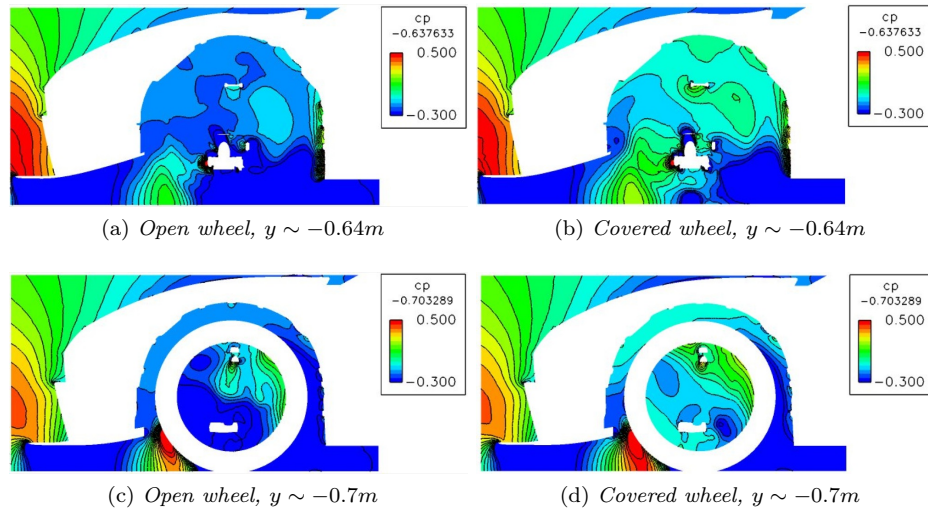 cp
-0.637633
0.500
-0.300
cp
-0.637633
0.500
-0.300
(a) Open wheel, y ∼ −0.64m
(b) Covered wheel, y ∼ −0.64m
cp
-0.703289
0.500
-0.300
cp
-0.703289
0.500
-0.300
(c) Open wheel, y ∼ −0.7m
(d) Covered wheel, y ∼ −0.7m